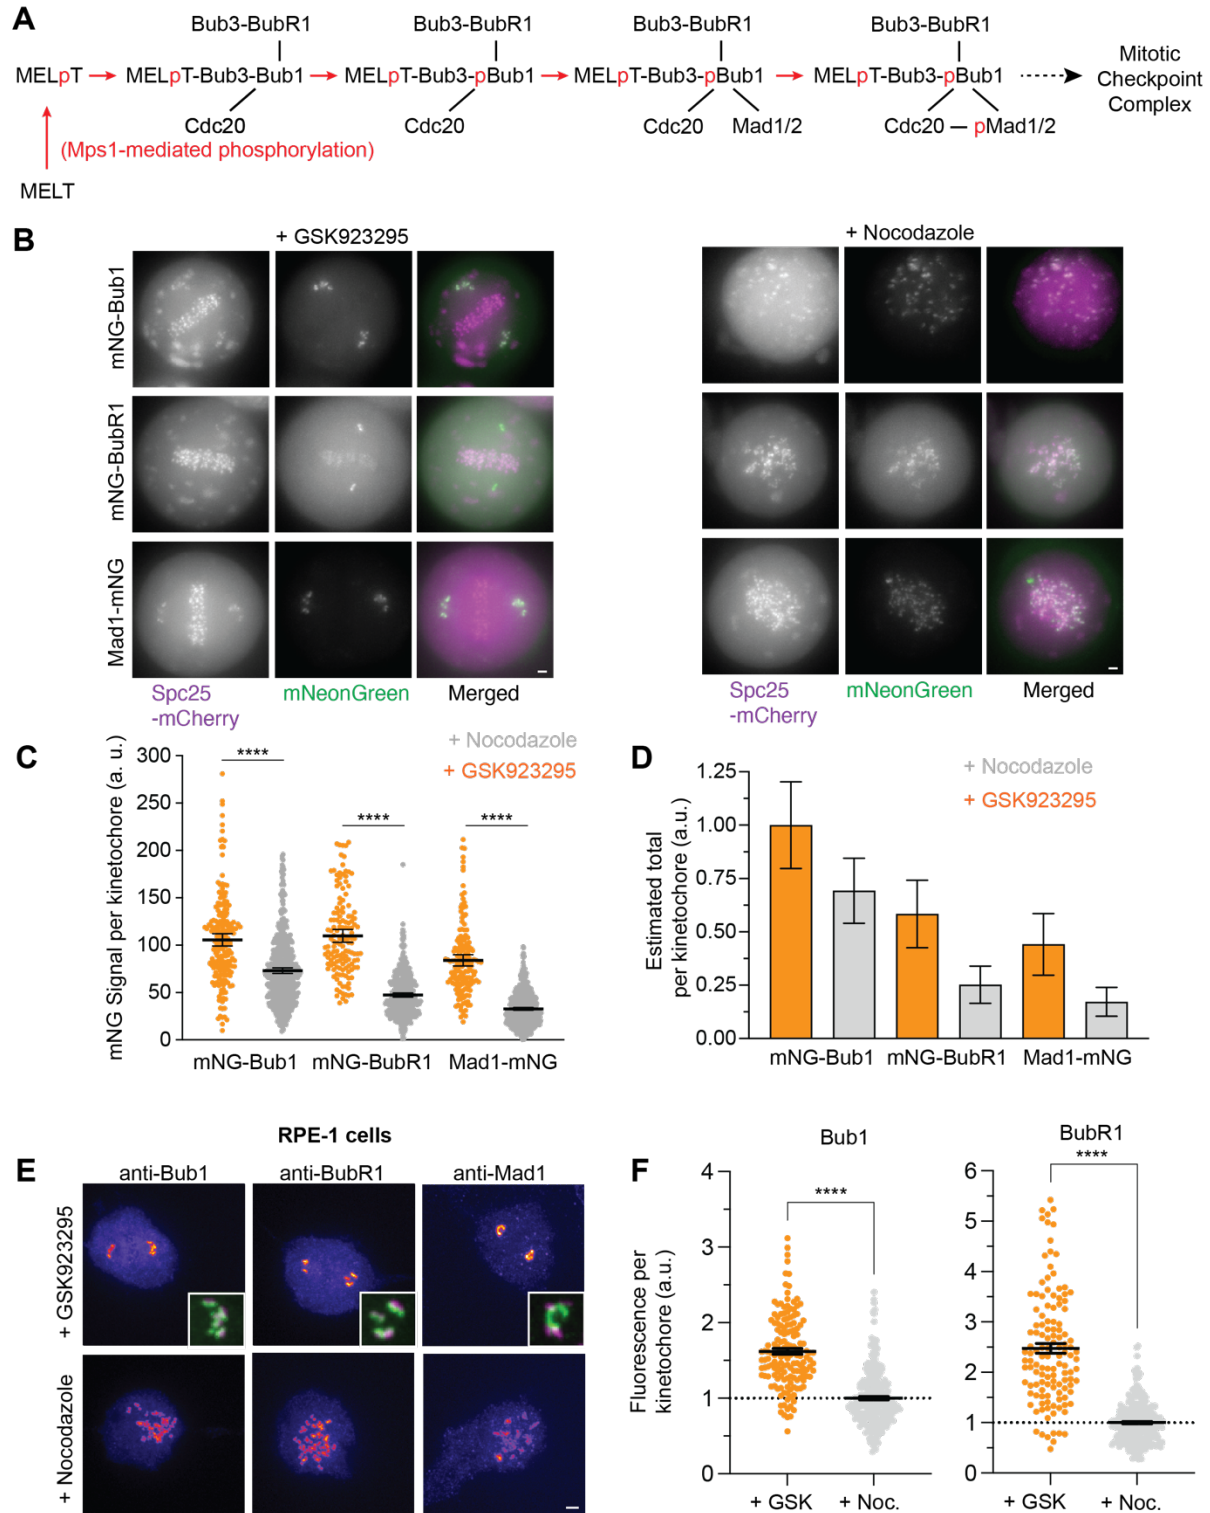 A
Bub3-BubR1
Bub3-BubR1
Bub3-BubR1
Bub3-BubR1
MELpT
MELpT-Bub3-Bub1
MELpT-Bub3-pBub1
MELpT-Bub3-pBub1
MELpT-Bub3-pBub1
Mitotic
Checkpoint
Complex
Cdc20
Cdc20
Cdc20
Mad1/2
Cdc20
pMad1/2
(Mps1-mediated phosphorylation)
MELT
B
+ GSK923295
+ Nocodazole
mNG-Bub1
mNG-BubR1
Mad1-mNG
Spc25
-mCherry
mNeonGreen
Merged
Spc25
-mCherry
mNeonGreen
Merged
C
mNG Signal per kinetochore (a. u.)
300
250
200
150
100
50
0
****
****
****
+ Nocodazole
+ GSK923295
mNG-Bub1
mNG-BubR1
Mad1-mNG
D
Estimated total
per kinetochore (a.u.)
1.25
1.00
0.75
0.50
0.25
0.00
+ Nocodazole
+ GSK923295
mNG-Bub1
mNG-BubR1
Mad1-mNG
RPE-1 cells
E
anti-Bub1
anti-BubR1
anti-Mad1
+ GSK923295
+ Nocodazole
F
Bub1
Fluorescence per
kinetochore (a.u.)
4
3
2
1
0
****
+ GSK
+ Noc.
BubR1
6
5
4
3
2
1
0
****
+ GSK
+ Noc.